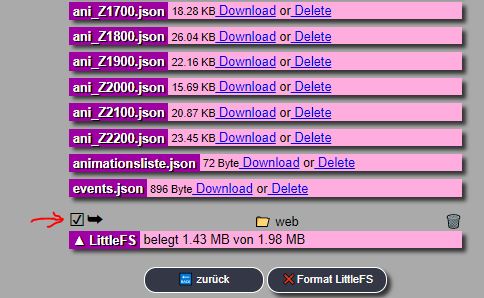 ani_Z1700.json 18.28 KB Download or Delete
ani_Z1800.json 26.04 KB Download or Delete
ani_Z1900.json 22.16 KB Download or Delete
ani_Z2000.json 15.69 KB Download or Delete
ani_Z2100.json 20.87 KB Download or Delete
ani_Z2200.json 23.45 KB Download or Delete
animationsliste.json 72 Byte Download or Delete
events.json 896 Byte Download or Delete
web
▲ LittleFS belegt 1.43 MB von 1.98 MB
BACK zurück ❌ Format LittleFS